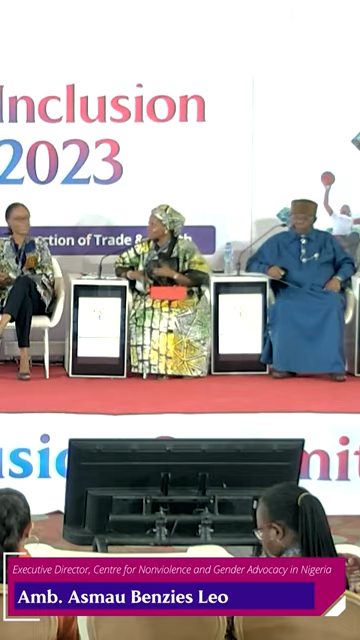 Inclusion
2023
ction of Trade &
usio
mit
Executive Director, Centre for Nonviolence and Gender Advocacy in Nigeria
Amb. Asmau Benzies Leo